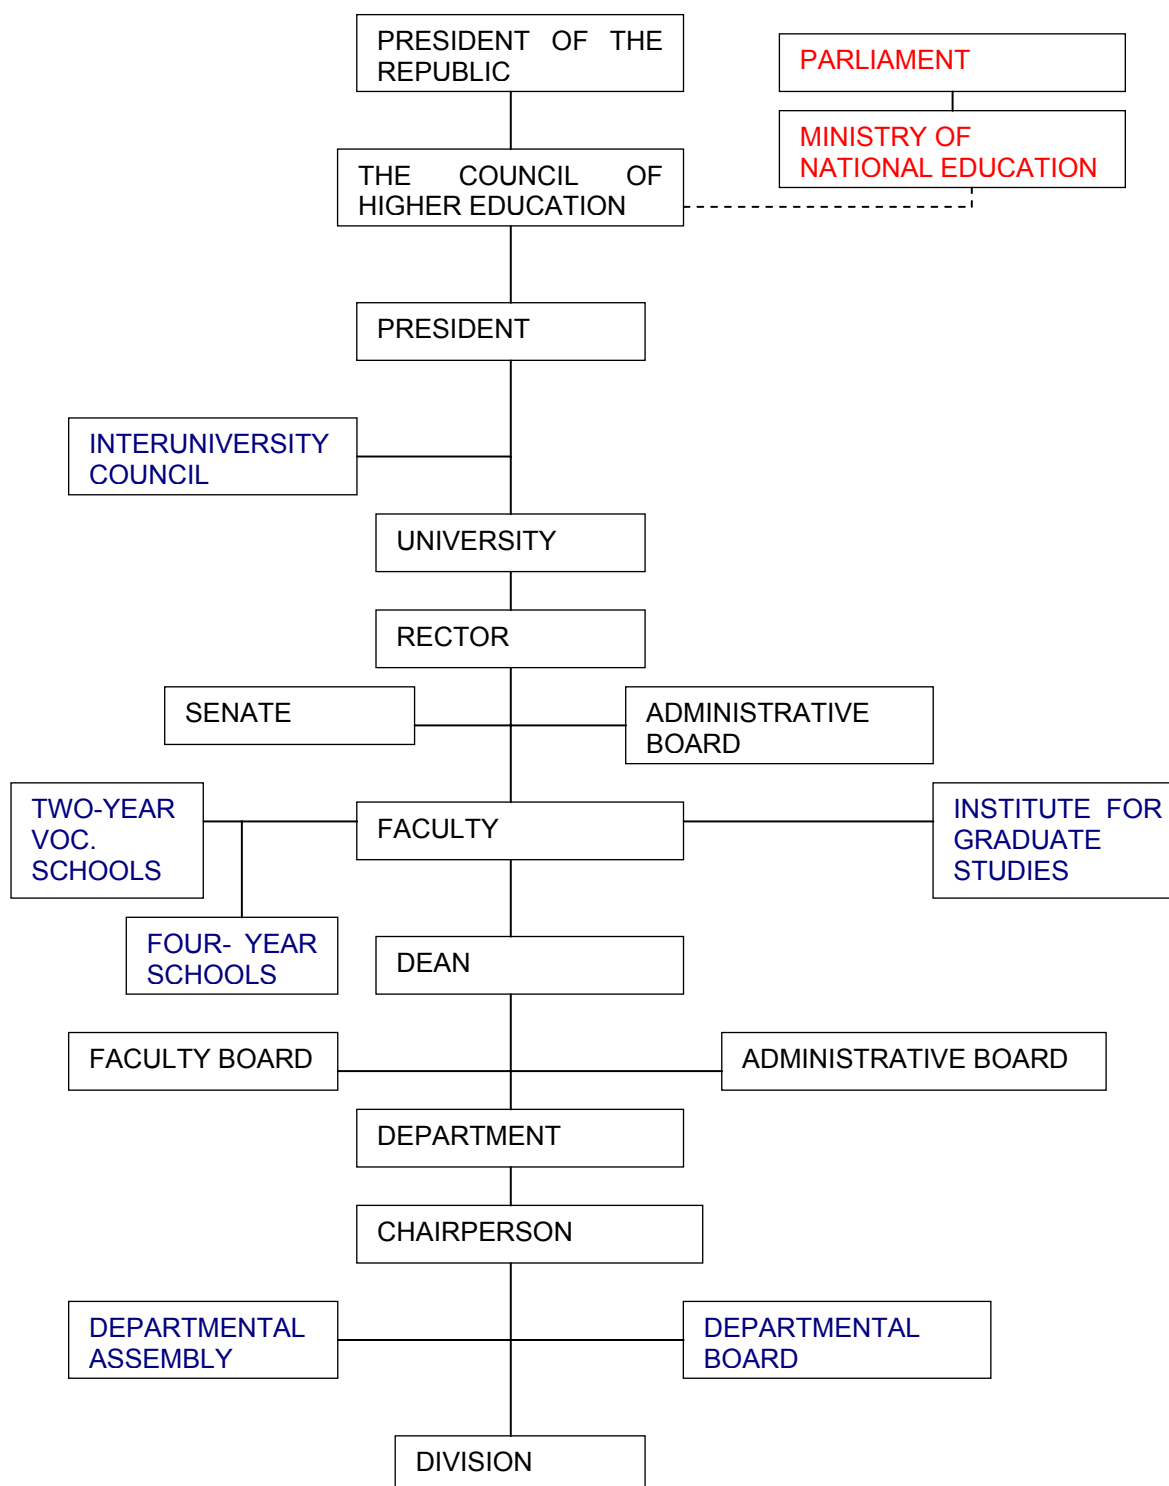 PRESIDENT OF THE
REPUBLIC
PARLIAMENT
MINISTRY OF
NATIONAL EDUCATION
THE COUNCIL OF
HIGHER EDUCATION
PRESIDENT
INTERUNIVERSITY
COUNCIL
UNIVERSITY
RECTOR
SENATE
ADMINISTRATIVE
BOARD
TWO-YEAR
VOC.
SCHOOLS
FACULTY
INSTITUTE FOR
GRADUATE
STUDIES
FOUR- YEAR
SCHOOLS
DEAN
FACULTY BOARD
ADMINISTRATIVE BOARD
DEPARTMENT
CHAIRPERSON
DEPARTMENTAL
ASSEMBLY
DEPARTMENTAL
BOARD
DIVISION